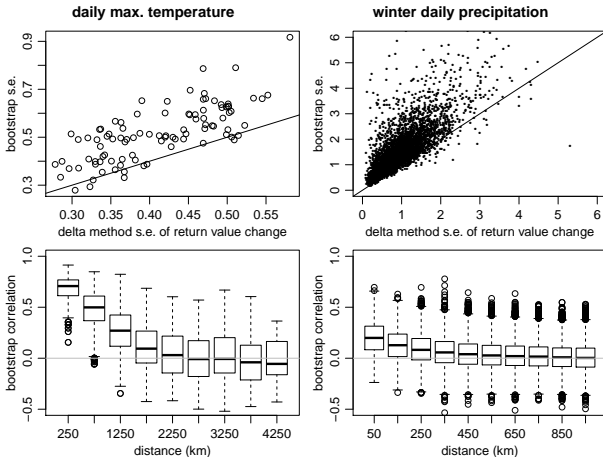 daily max. temperature
winter daily precipitation
bootstrap s.e.
0.3 0.5 0.7 0.9
0.30 0.35 0.40 0.45 0.50 0.55
delta method s.e. of return value change
bootstrap s.e.
0 1 2 3 4 5 6
0 1 2 3 4 5 6
delta method s.e. of return value change
bootstrap correlation
−0.5 0.0 0.5 1.0
250 1250 2250 3250 4250
distance (km)
bootstrap correlation
−0.5 0.0 0.5 1.0
50 250 450 650 850
distance (km)